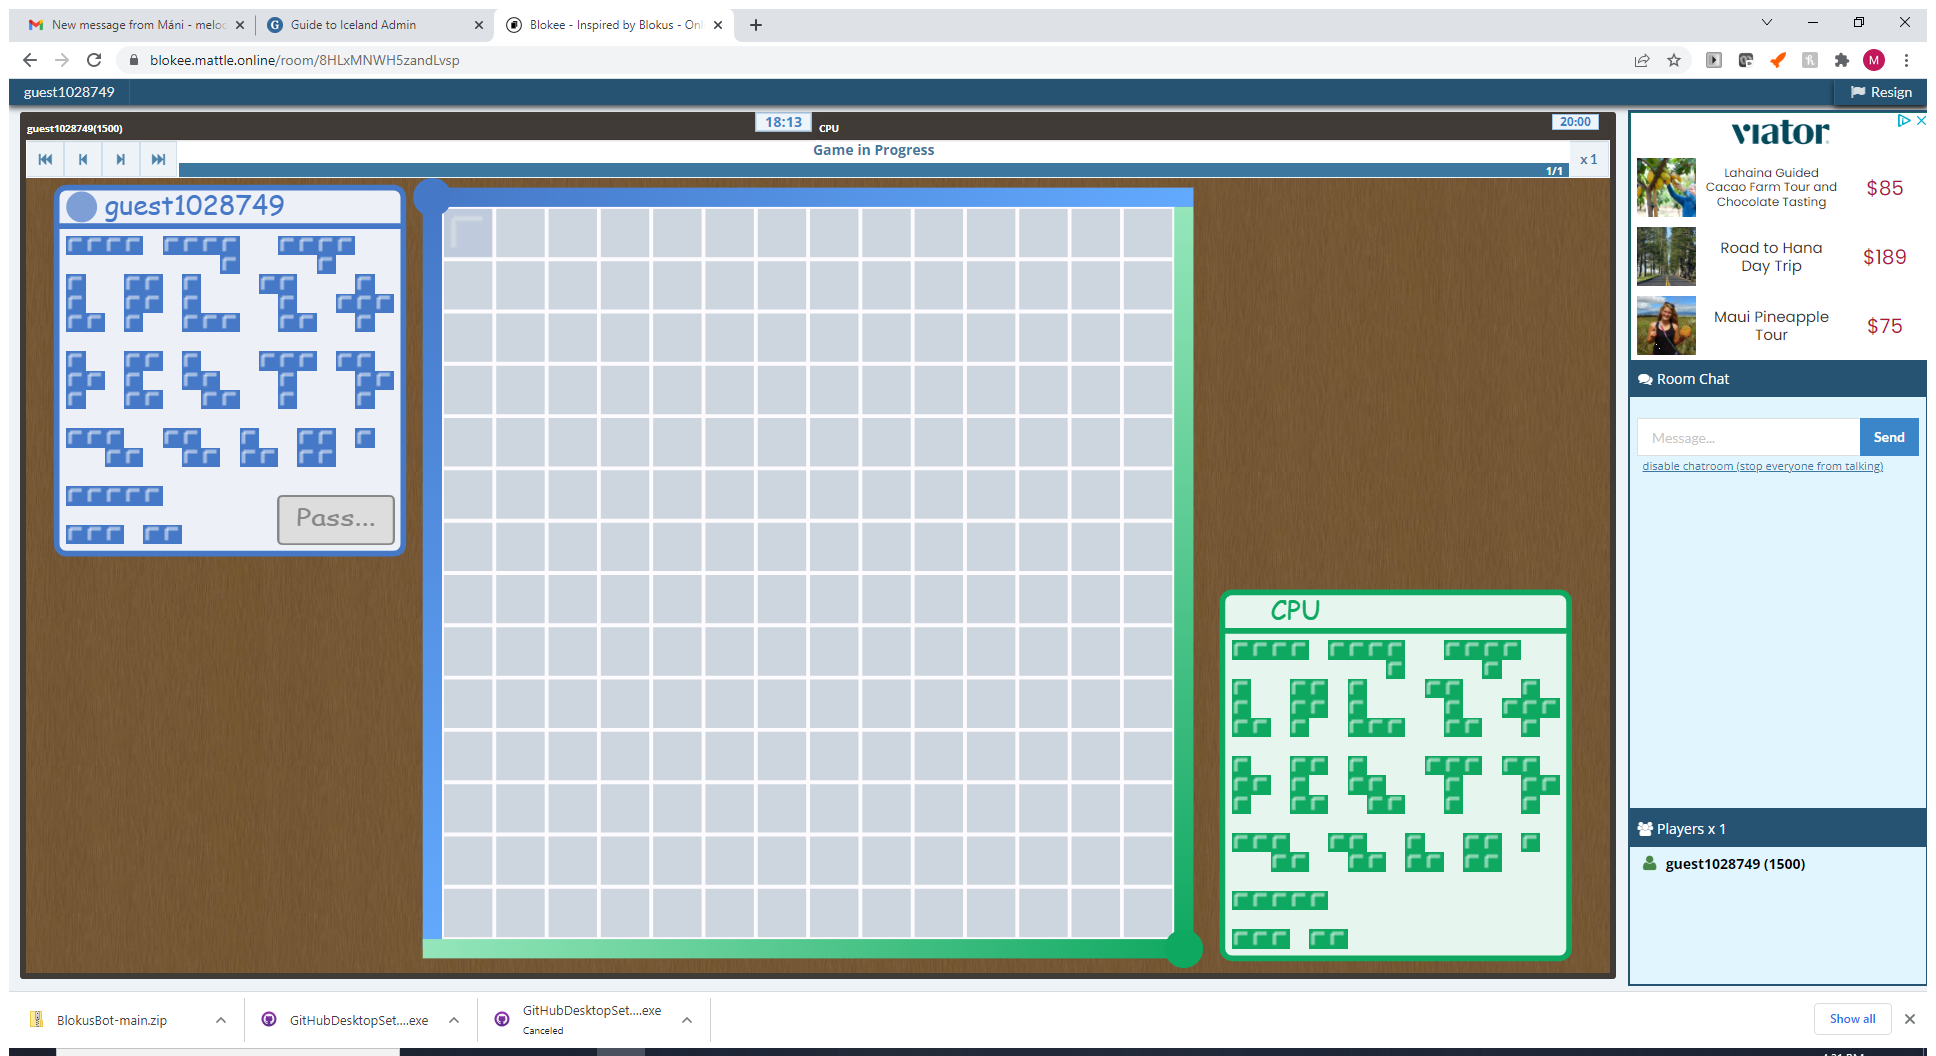 New message from Máni - meloc
Guide to Iceland Admin
Blokee - Inspired by Blokus - Onl
blokee.mattle.online/room/8HLxMNWH5zandLvsp
M
guest1028749
Resign
guest1028749(1500)
18:13
CPU
20:00
Game in Progress
1/1
x 1
guest1028749
Pass...
CPU
viator
Lahaina Guided
Cacao Farm Tour and
Chocolate Tasting
$85
Road to Hana
Day Trip
$189
Maui Pineapple
Tour
$75
Room Chat
Message...
Send
disable chatroom (stop everyone from talking)
Players x 1
guest1028749 (1500)
BlokusBot-main.zip
GitHubDesktopSet....exe
GitHubDesktopSet....exe
Canceled
Show all